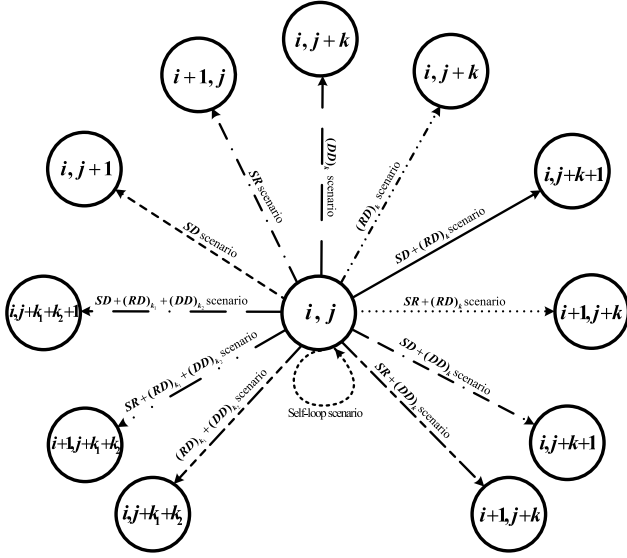 i, j+k
i+1, j
i, j+k
i, j+1
i, j+k+1
SR scenario
(DD)ₖ scenario
(RD)ₖ scenario
SD scenario
SD+(RD)ₖ scenario
i, j+k₁+k₂+1
SD+(RD)ₖ₁+(DD)ₖ₂ scenario
i, j
SR+(RD)ₖ scenario
i+1, j+k
SR+(RD)ₖ₁+(DD)ₖ₂ scenario
SD+(DD)ₖ scenario
(RD)ₖ₁+(DD)ₖ₂ scenario
SR+(DD)ₖ scenario
Self-loop scenario
i+1, j+k₁+k₂
i, j+k+1
i, j+k₁+k₂
i+1, j+k